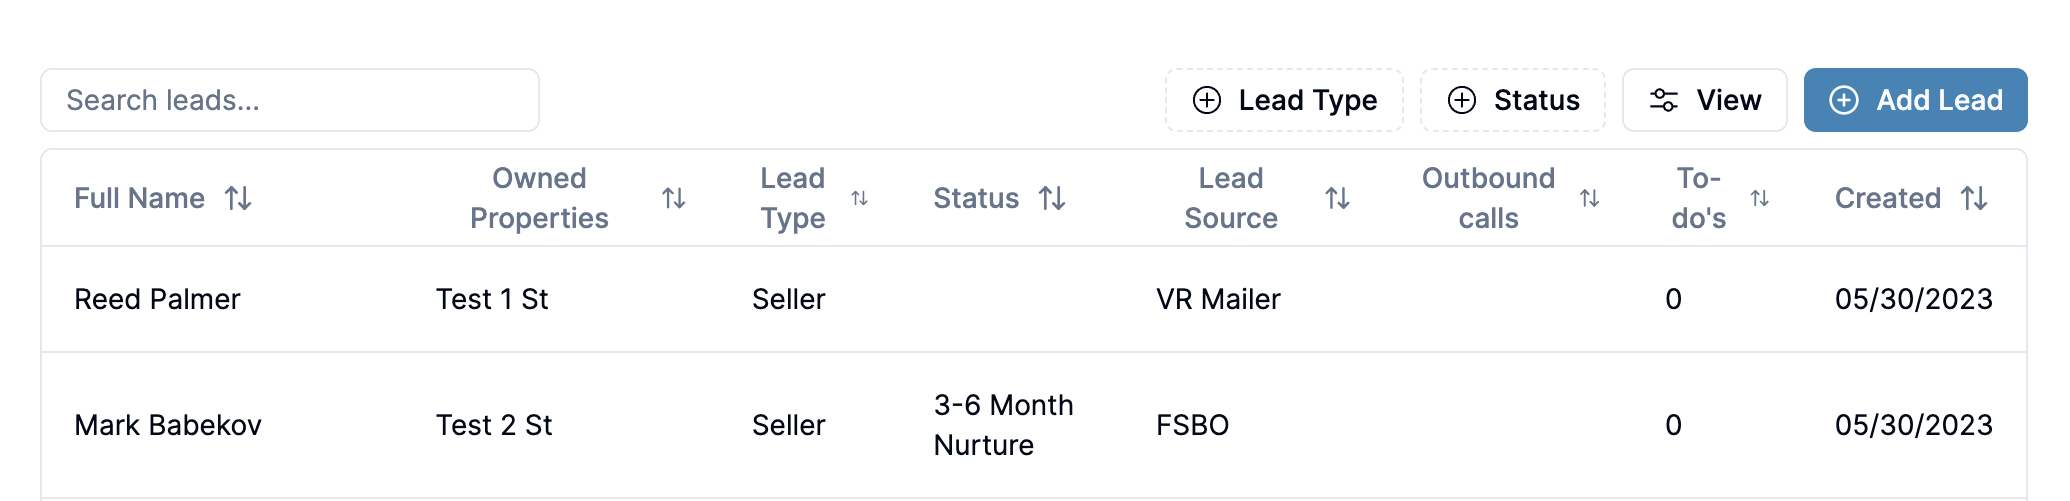 Search leads...
Lead Type
Status
View
Add Lead
Full Name
Owned
Properties
Lead
Type
Status
Lead
Source
Outbound
calls
To-
do's
Created
Reed Palmer
Test 1 St
Seller
VR Mailer
0
05/30/2023
Mark Babekov
Test 2 St
Seller
3-6 Month
Nurture
FSBO
0
05/30/2023